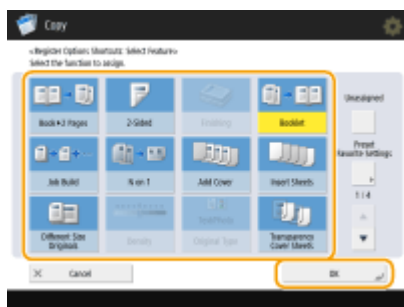 Copy
<Register Options Shortcuts: Select Feature>
Select the function to assign.
Book►2 Pages
2-Sided
Finishing
Booklet
Unassigned
Job Build
N on 1
Add Cover
Insert Sheets
Preset
Favorite Settings:
1/4
Different Size
Originals
Density
Text/Photo
Original Type
Transparency
Cover Sheets
Cancel
OK